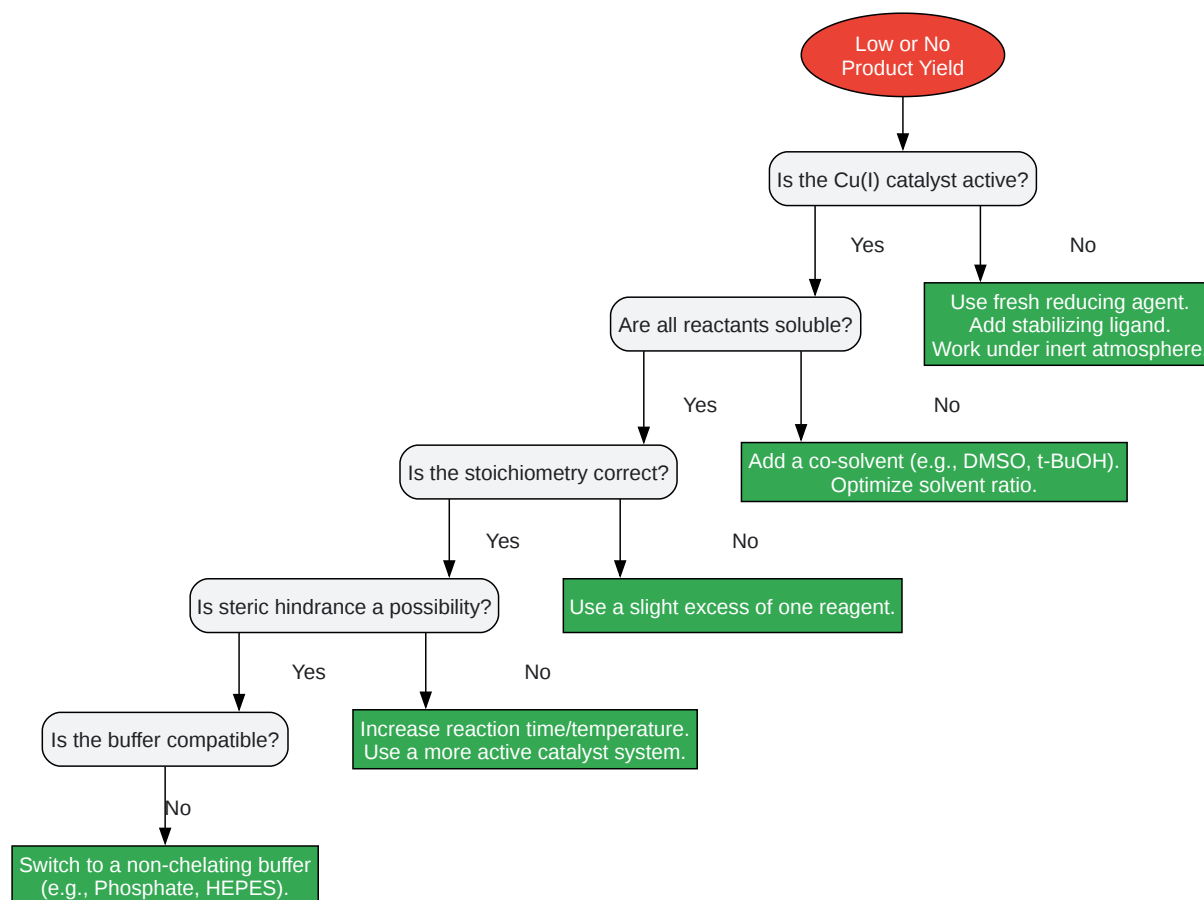 Low or No
Product Yield
Is the Cu(I) catalyst active?
Yes
No
Use fresh reducing agent.
Add stabilizing ligand.
Work under inert atmosphere
Are all reactants soluble?
Yes
No
Add a co-solvent (e.g., DMSO, t-BuOH).
Optimize solvent ratio.
Is the stoichiometry correct?
Yes
No
Use a slight excess of one reagent.
Is steric hindrance a possibility?
Yes
No
Increase reaction time/temperature.
Use a more active catalyst system.
Is the buffer compatible?
No
Switch to a non-chelating buffer
(e.g., Phosphate, HEPES).